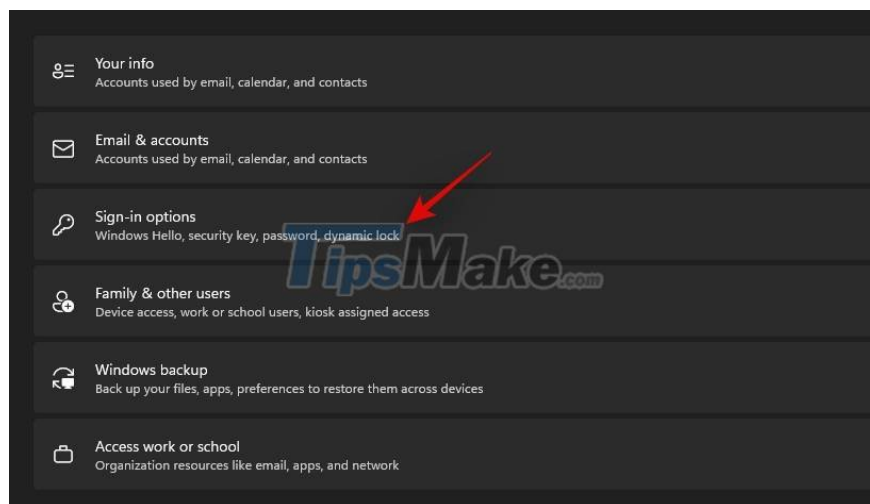 Your info
Accounts used by email, calendar, and contacts
Email & accounts
Accounts used by email, calendar, and contacts
Sign-in options
Windows Hello, security key, password, dynamic lock
TipsMake.com
Family & other users
Device access, work or school users, kiosk assigned access
Windows backup
Back up your files, apps, preferences to restore them across devices
Access work or school
Organization resources like email, apps, and network